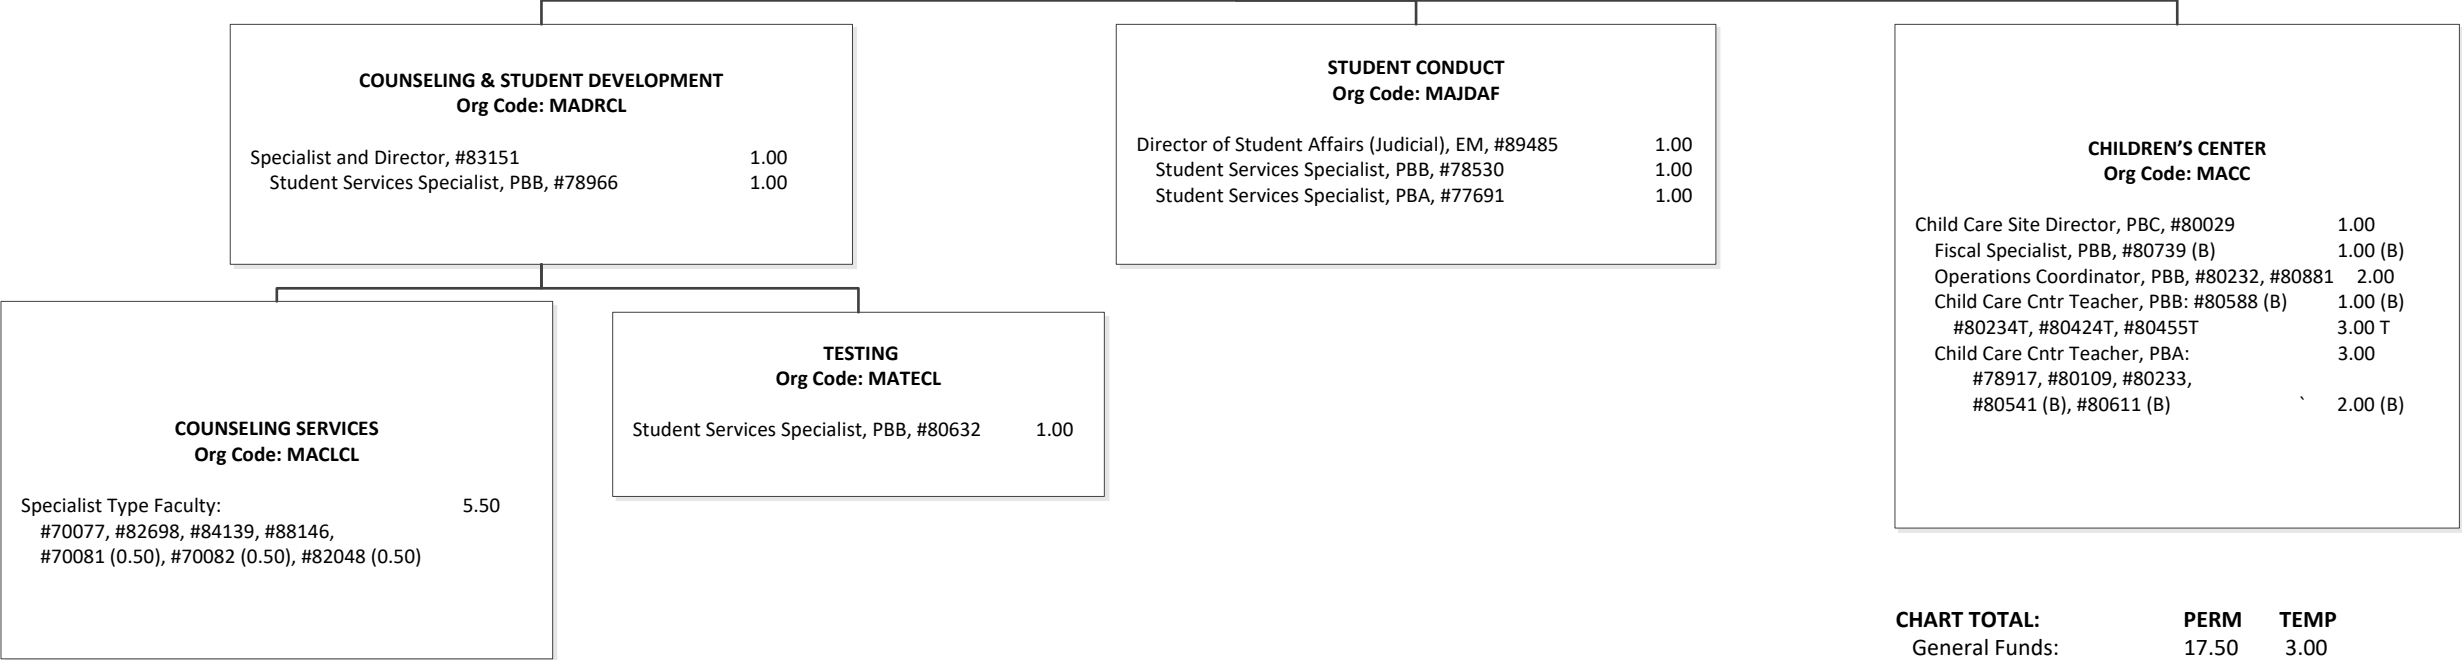 COUNSELING & STUDENT DEVELOPMENT
Org Code: MADRCL
Specialist and Director, #83151 1.00
Student Services Specialist, PBB, #78966 1.00
STUDENT CONDUCT
Org Code: MAJDAF
Director of Student Affairs (Judicial), EM, #89485 1.00
Student Services Specialist, PBB, #78530 1.00
Student Services Specialist, PBA, #77691 1.00
CHILDREN’S CENTER
Org Code: MACC
Child Care Site Director, PBC, #80029 1.00
Fiscal Specialist, PBB, #80739 (B) 1.00 (B)
Operations Coordinator, PBB, #80232, #80881 2.00
Child Care Cntr Teacher, PBB: #80588 (B) 1.00 (B)
#80234T, #80424T, #80455T 3.00 T
Child Care Cntr Teacher, PBA: 3.00
#78917, #80109, #80233,
#80541 (B), #80611 (B) ` 2.00 (B)
COUNSELING SERVICES
Org Code: MACLCL
Specialist Type Faculty: 5.50
#70077, #82698, #84139, #88146,
#70081 (0.50), #70082 (0.50), #82048 (0.50)
TESTING
Org Code: MATECL
Student Services Specialist, PBB, #80632 1.00
CHART TOTAL: PERM TEMP
General Funds: 17.50 3.00